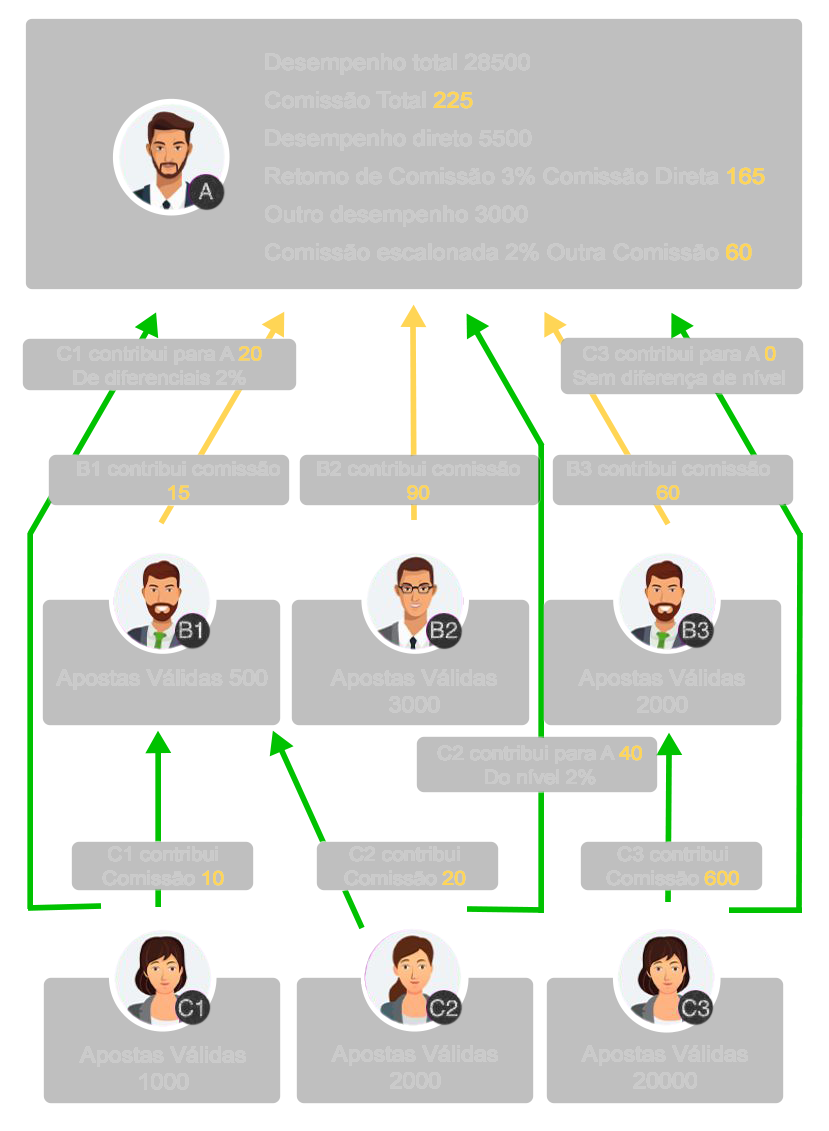 Desempenho total 28500
Comissão Total 225
Desempenho direto 5500
A
Retorno de Comissão 3% Comissão Direta 165
Outro desempenho 3000
Comissão escalonada 2% Outra Comissão 60
C1 contribui para A 20
De diferenciais 2%
C3 contribui para A 0
Sem diferença de nível
B1 contribui comissão
15
B2 contribui comissão
90
B3 contribui comissão
60
B1
B2
B3
Apostas Válidas 500
Apostas Válidas
3000
Apostas Válidas
2000
C2 contribui para A 40
Do nível 2%
C1 contribui
Comissão 10
C2 contribui
Comissão 20
C3 contribui
Comissão 600
C1
C2
C3
Apostas Válidas
1000
Apostas Válidas
2000
Apostas Válidas
20000